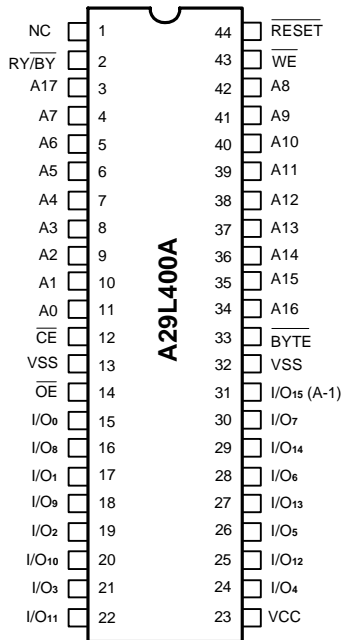 NC 1 44 RESET
RY/BY 2 43 WE
A17 3 42 A8
A7 4 41 A9
A6 5 40 A10
A5 6 39 A11
A4 7 38 A12
A3 8 37 A13
A2 9 36 A14
A1 10 35 A15
A0 11 34 A16
CE 12 33 BYTE
VSS 13 32 VSS
OE 14 31 I/O15 (A-1)
I/O0 15 30 I/O7
I/O8 16 29 I/O14
I/O1 17 28 I/O6
I/O9 18 27 I/O13
I/O2 19 26 I/O5
I/O10 20 25 I/O12
I/O3 21 24 I/O4
I/O11 22 23 VCC
A29L400A